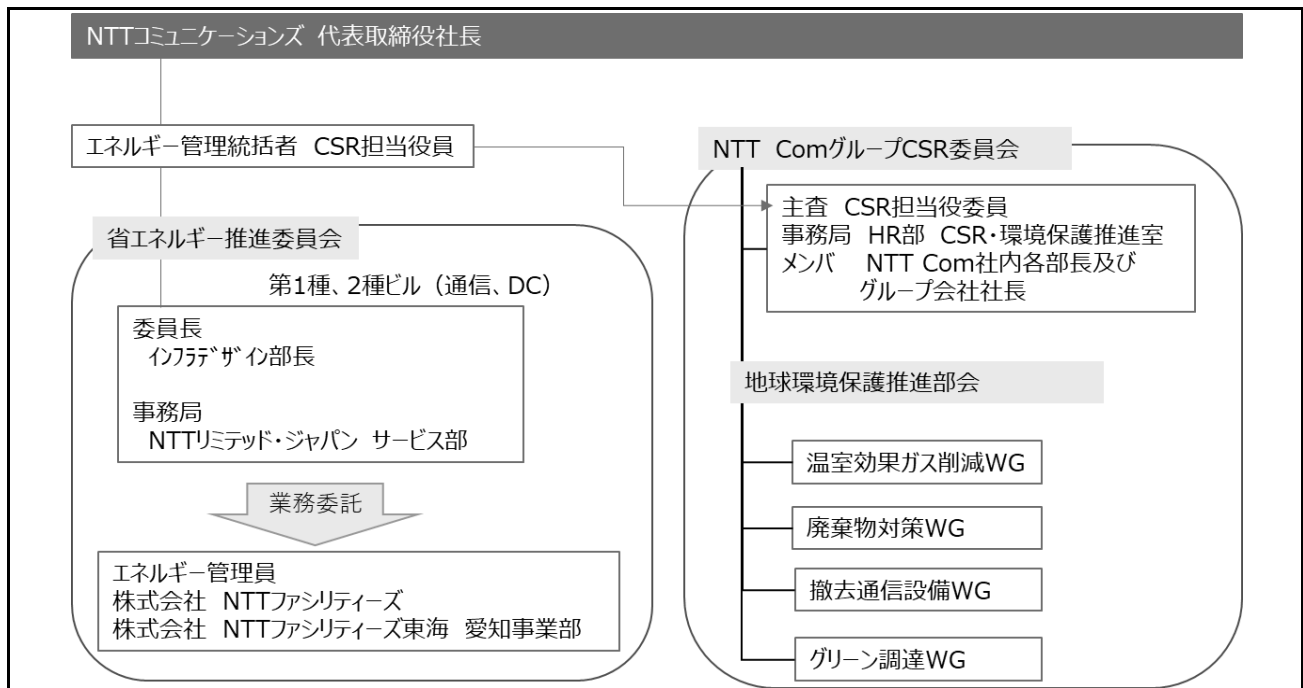 NTTコミュニケーションズ 代表取締役社長
エネルギー管理統括者 CSR担当役員
省エネルギー推進委員会
第1種、2種ビル（通信、DC）
委員長
ｲﾝﾌﾗﾃﾞｻﾞｲﾝ部長
事務局
NTTリミテッド・ジャパン サービス部
業務委託
エネルギー管理員
株式会社 NTTファシリティーズ
株式会社 NTTファシリティーズ東海 愛知事業部
NTT ComグループCSR委員会
主査 CSR担当役委員
事務局 HR部 CSR・環境保護推進室
メンバ NTT Com社内各部長及び
グループ会社社長
地球環境保護推進部会
温室効果ガス削減WG
廃棄物対策WG
撤去通信設備WG
グリーン調達WG